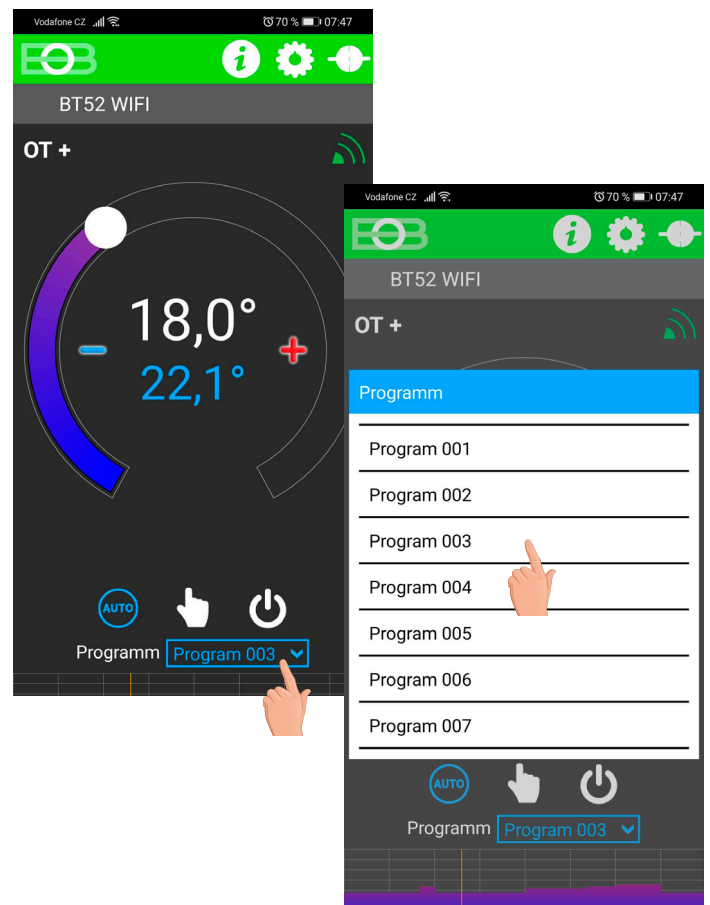 Vodafone CZ 70 % 07:47
EOB
i
BT52 WIFI
OT +
18,0°
22,1°
AUTO
Programm Program 003
Vodafone CZ 70 % 07:47
EOB
i
BT52 WIFI
OT +
Programm
Program 001
Program 002
Program 003
Program 004
Program 005
Program 006
Program 007
AUTO
Programm Program 003